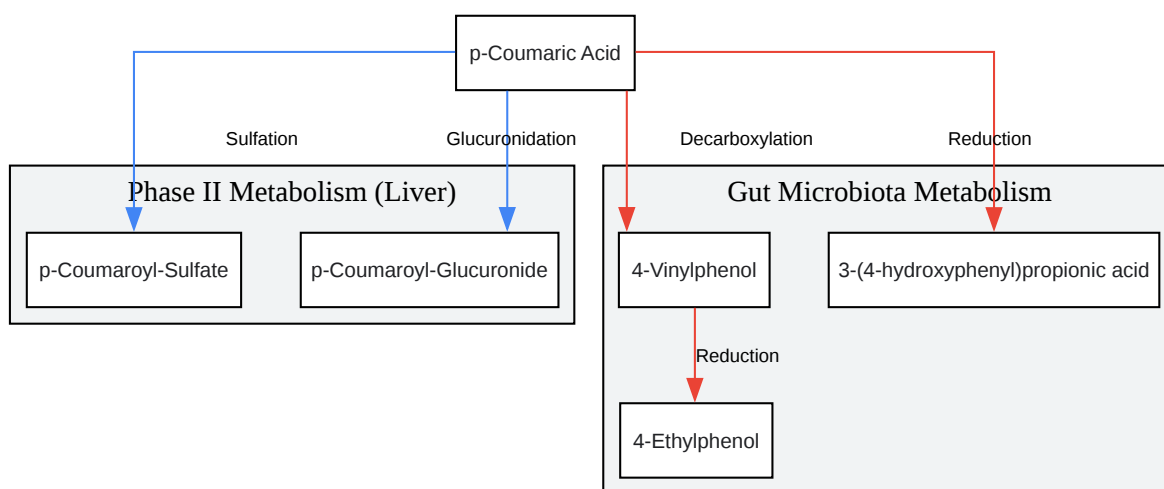 p-Coumaric Acid
Sulfation
Glucuronidation
Decarboxylation
Reduction
Phase II Metabolism (Liver)
Gut Microbiota Metabolism
p-Coumaroyl-Sulfate
p-Coumaroyl-Glucuronide
4-Vinylphenol
3-(4-hydroxyphenyl)propionic acid
Reduction
4-Ethylphenol